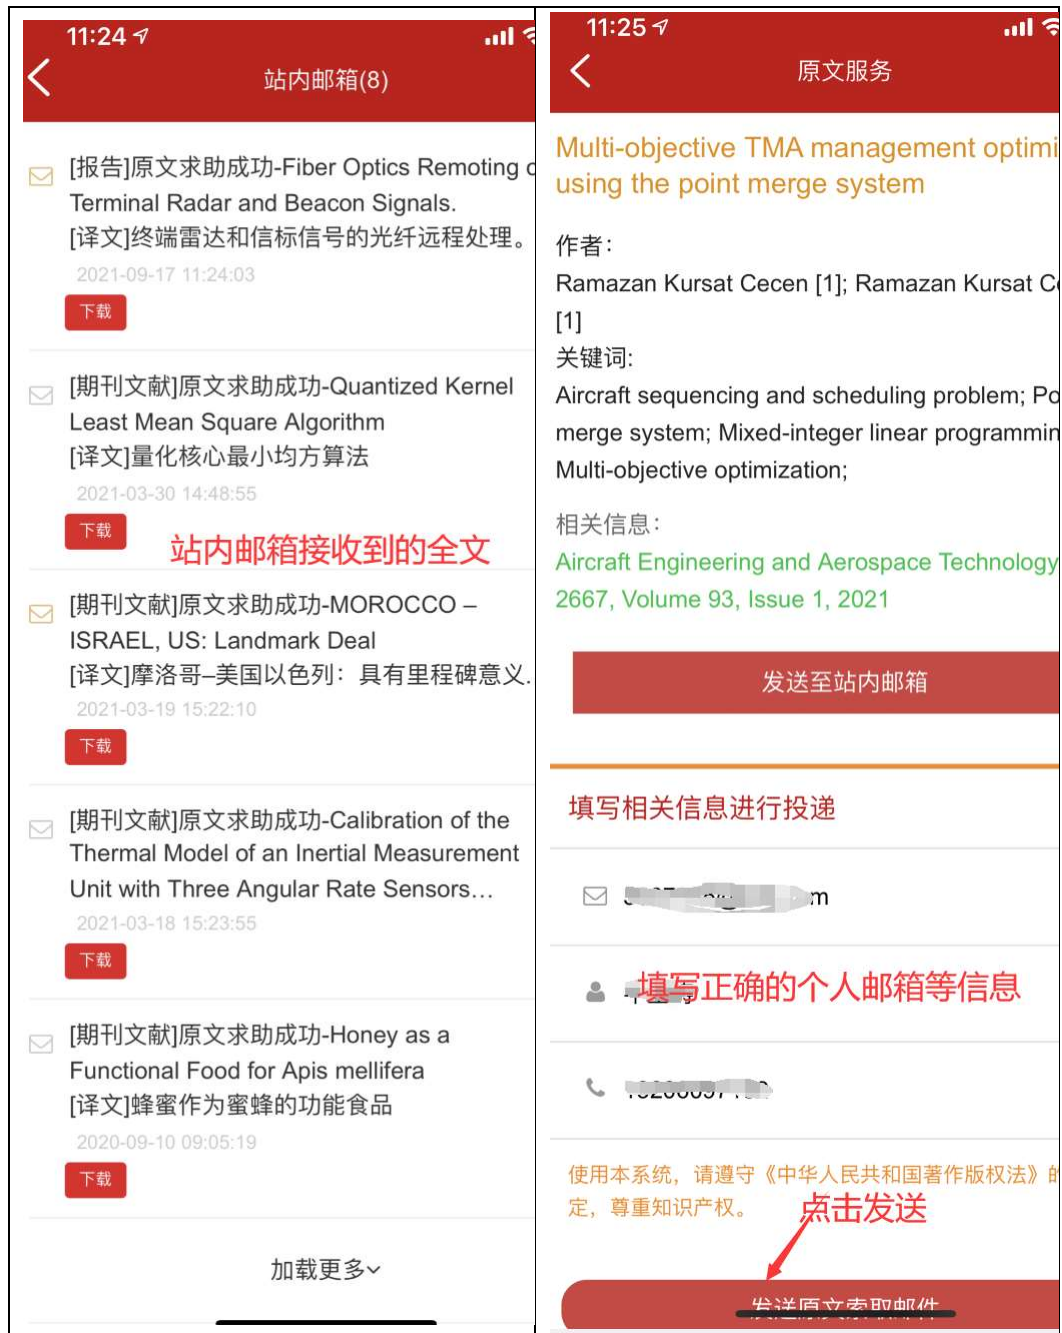 11:24
站内邮箱(8)
[报告]原文求助成功-Fiber Optics Remoting o
Terminal Radar and Beacon Signals.
[译文]终端雷达和信标信号的光纤远程处理。
2021-09-17 11:24:03
下载
[期刊文献]原文求助成功-Quantized Kernel
Least Mean Square Algorithm
[译文]量化核心最小均方算法
2021-03-30 14:48:55
下载
站内邮箱接收到的全文
[期刊文献]原文求助成功-MOROCCO –
ISRAEL, US: Landmark Deal
[译文]摩洛哥–美国以色列：具有里程碑意义.
2021-03-19 15:22:10
下载
[期刊文献]原文求助成功-Calibration of the
Thermal Model of an Inertial Measurement
Unit with Three Angular Rate Sensors...
2021-03-18 15:23:55
下载
[期刊文献]原文求助成功-Honey as a
Functional Food for Apis mellifera
[译文]蜂蜜作为蜜蜂的功能食品
2020-09-10 09:05:19
下载
加载更多
11:25
原文服务
Multi-objective TMA management optimi
using the point merge system
作者：
Ramazan Kursat Cecen [1]; Ramazan Kursat Ce
[1]
关键词:
Aircraft sequencing and scheduling problem; Po
merge system; Mixed-integer linear programmin
Multi-objective optimization;
相关信息：
Aircraft Engineering and Aerospace Technology
2667, Volume 93, Issue 1, 2021
发送至站内邮箱
填写相关信息进行投递
填写正确的个人邮箱等信息
使用本系统，请遵守《中华人民共和国著作版权法》的
定，尊重知识产权。
点击发送
发送原文索取邮件